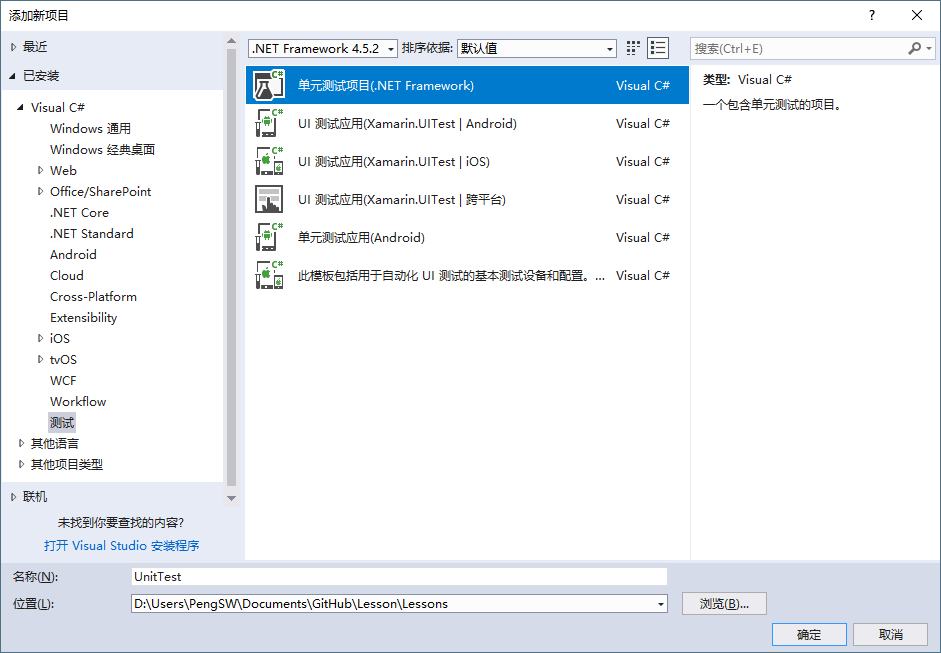 添加新项目
?
最近
已安装
Visual C#
Windows 通用
Windows 经典桌面
Web
Office/SharePoint
.NET Core
.NET Standard
Android
Cloud
Cross-Platform
Extensibility
iOS
tvOS
WCF
Workflow
测试
其他语言
其他项目类型
联机
未找到你要查找的内容?
打开 Visual Studio 安装程序
.NET Framework 4.5.2 排序依据: 默认值
C# 单元测试项目(.NET Framework) Visual C#
C# UI 测试应用(Xamarin.UITest | Android) Visual C#
C# UI 测试应用(Xamarin.UITest | iOS) Visual C#
UI 测试应用(Xamarin.UITest | 跨平台) Visual C#
C# 单元测试应用(Android) Visual C#
C# 此模板包括用于自动化 UI 测试的基本测试设备和配置。... Visual C#
搜索(Ctrl+E)
类型: Visual C#
一个包含单元测试的项目。
名称(N): UnitTest
位置(L): D:\Users\PengSW\Documents\GitHub\Lesson\Lessons 浏览(B)...
确定 取消